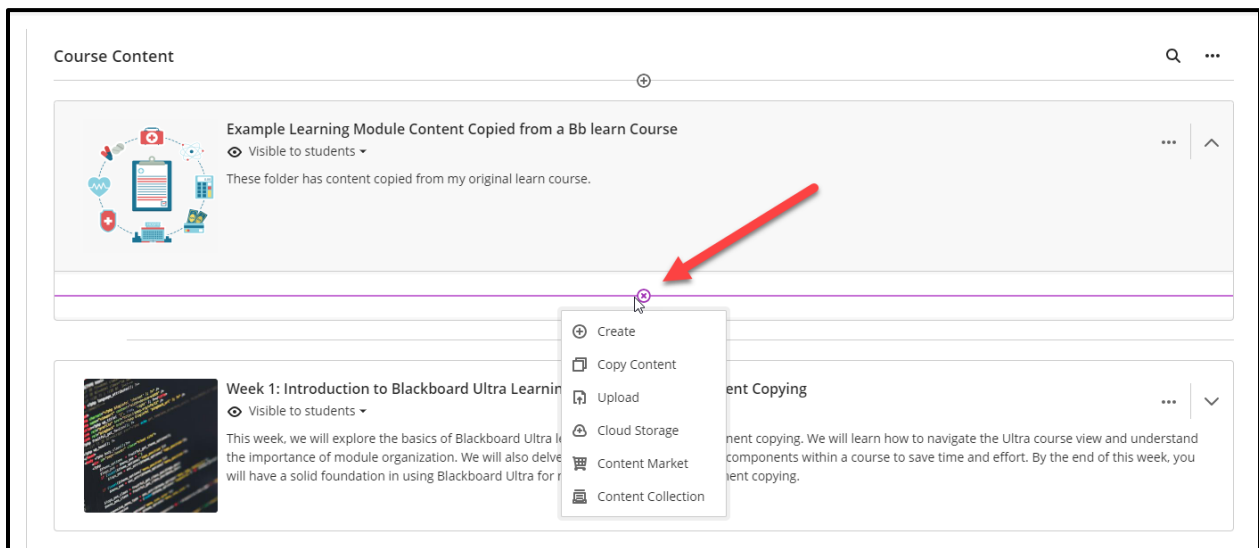 Course Content
Example Learning Module Content Copied from a Bb learn Course
Visible to students
These folder has content copied from my original learn course.
Create
Copy Content
Upload
Cloud Storage
Content Market
Content Collection
Week 1: Introduction to Blackboard Ultra Learnin ent Copying
Visible to students
This week, we will explore the basics of Blackboard Ultra le nent copying. We will learn how to navigate the Ultra course view and understand
the importance of module organization. We will also delve components within a course to save time and effort. By the end of this week, you
will have a solid foundation in using Blackboard Ultra for nent copying.